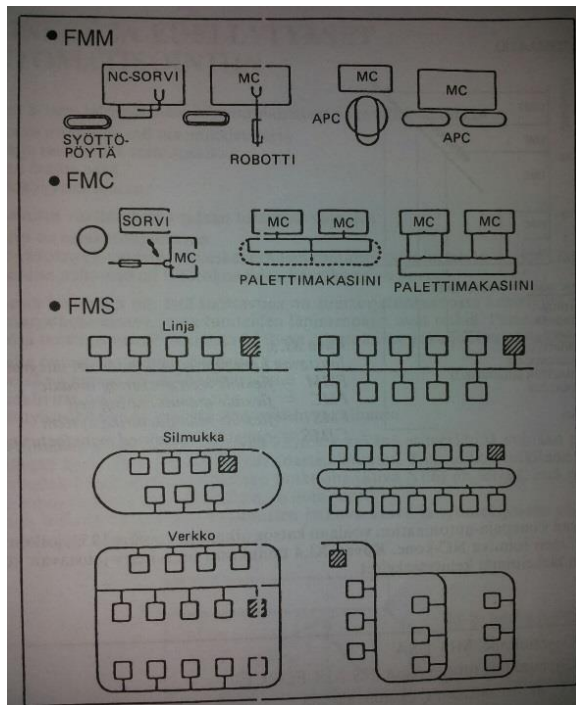 • FMM
NC-SORVI
MC
MC
MC
SYÖTTÖ-
PÖYTÄ
ROBOTTI
APC
APC
• FMC
SORVI
MC
MC
MC
MC
MC
PALETTIMAKASIINI
PALETTIMAKASIINI
• FMS
Linja
Silmukka
Verkko